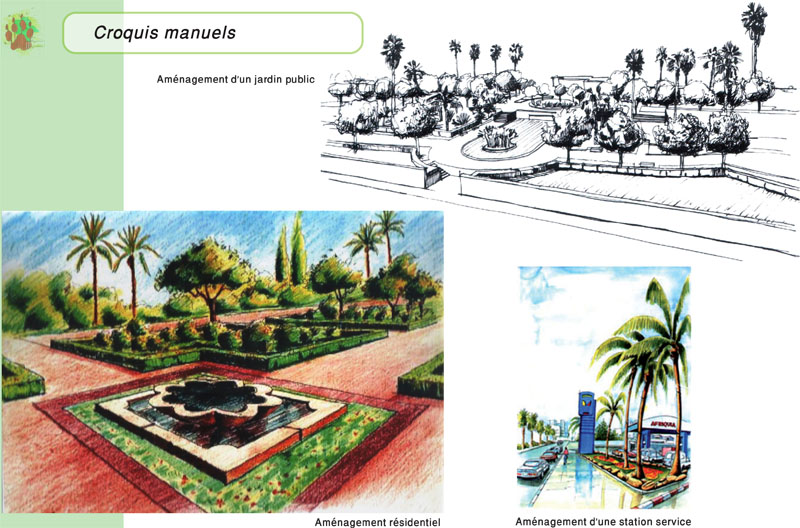 Croquis manuels
Aménagement d'un jardin public
AFRIQUIA
Aménagement résidentiel
Aménagement d'une station service